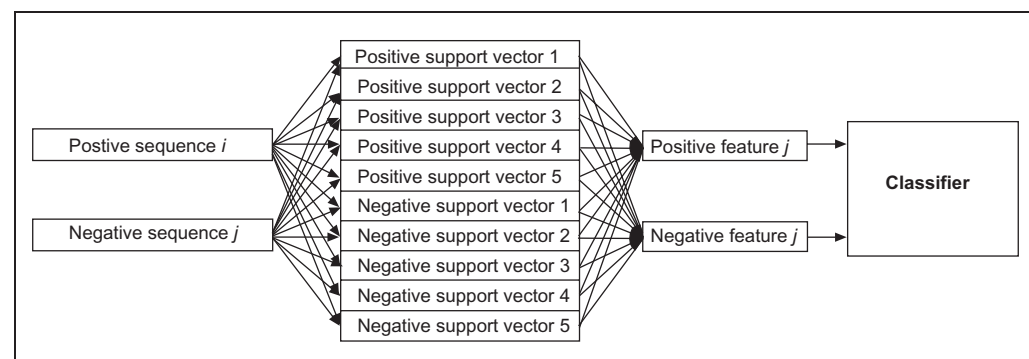 Positive support vector 1
Positive support vector 2
Positive support vector 3
Postive sequence i
Positive support vector 4
Positive feature j
Positive support vector 5
Classifier
Negative support vector 1
Negative sequence j
Negative support vector 2
Negative feature j
Negative support vector 3
Negative support vector 4
Negative support vector 5